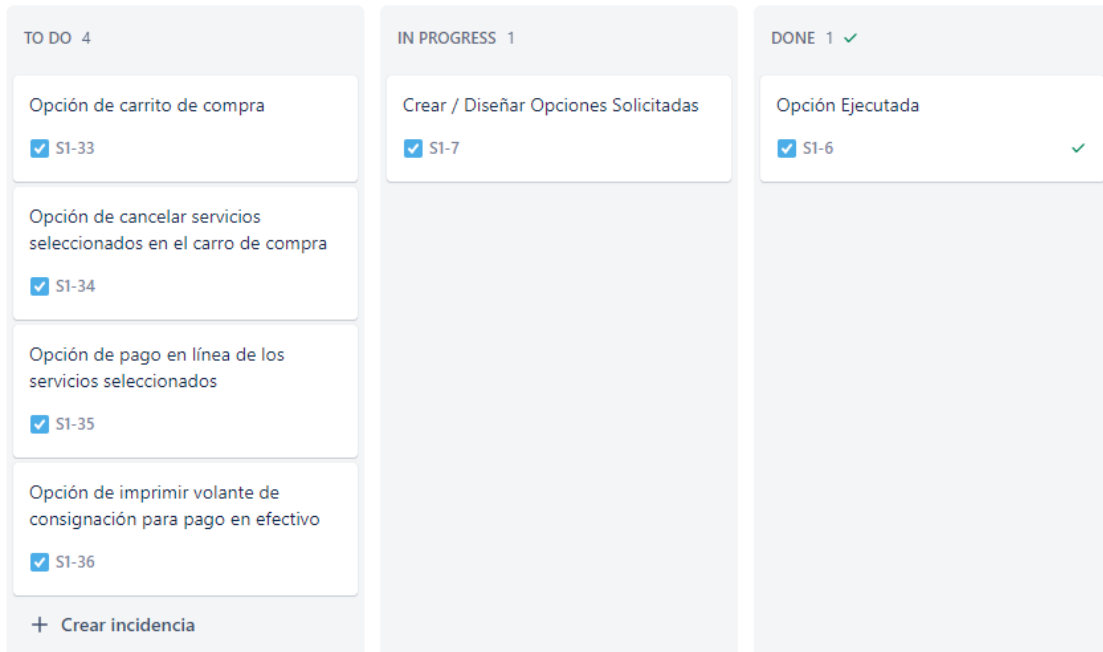 TO DO 4
Opción de carrito de compra
S1-33
Opción de cancelar servicios
seleccionados en el carro de compra
S1-34
Opción de pago en línea de los
servicios seleccionados
S1-35
Opción de imprimir volante de
consignación para pago en efectivo
S1-36
+ Crear incidencia
IN PROGRESS 1
Crear / Diseñar Opciones Solicitadas
S1-7
DONE 1
Opción Ejecutada
S1-6